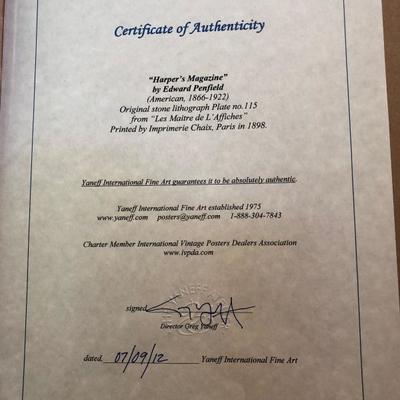 Certificate of Authenticity
"Harper's Magazine"
by Edward Penfield
(American, 1866-1922)
Original stone lithograph Plate no.115
from "Les Maitre de L'Affiches"
Printed by Imprimerie Chaix, Paris in 1898.
Yaneff International Fine Art guarantees it to be absolutely authentic.
Yaneff International Fine Art established 1975
www.yaneff.com posters@yaneff.com 1-888-304-7843
Charter Member International Vintage Posters Dealers Association
www.ivpda.com
signed
Director Greg Yaneff
dated, 07/09/12 Yaneff International Fine Art